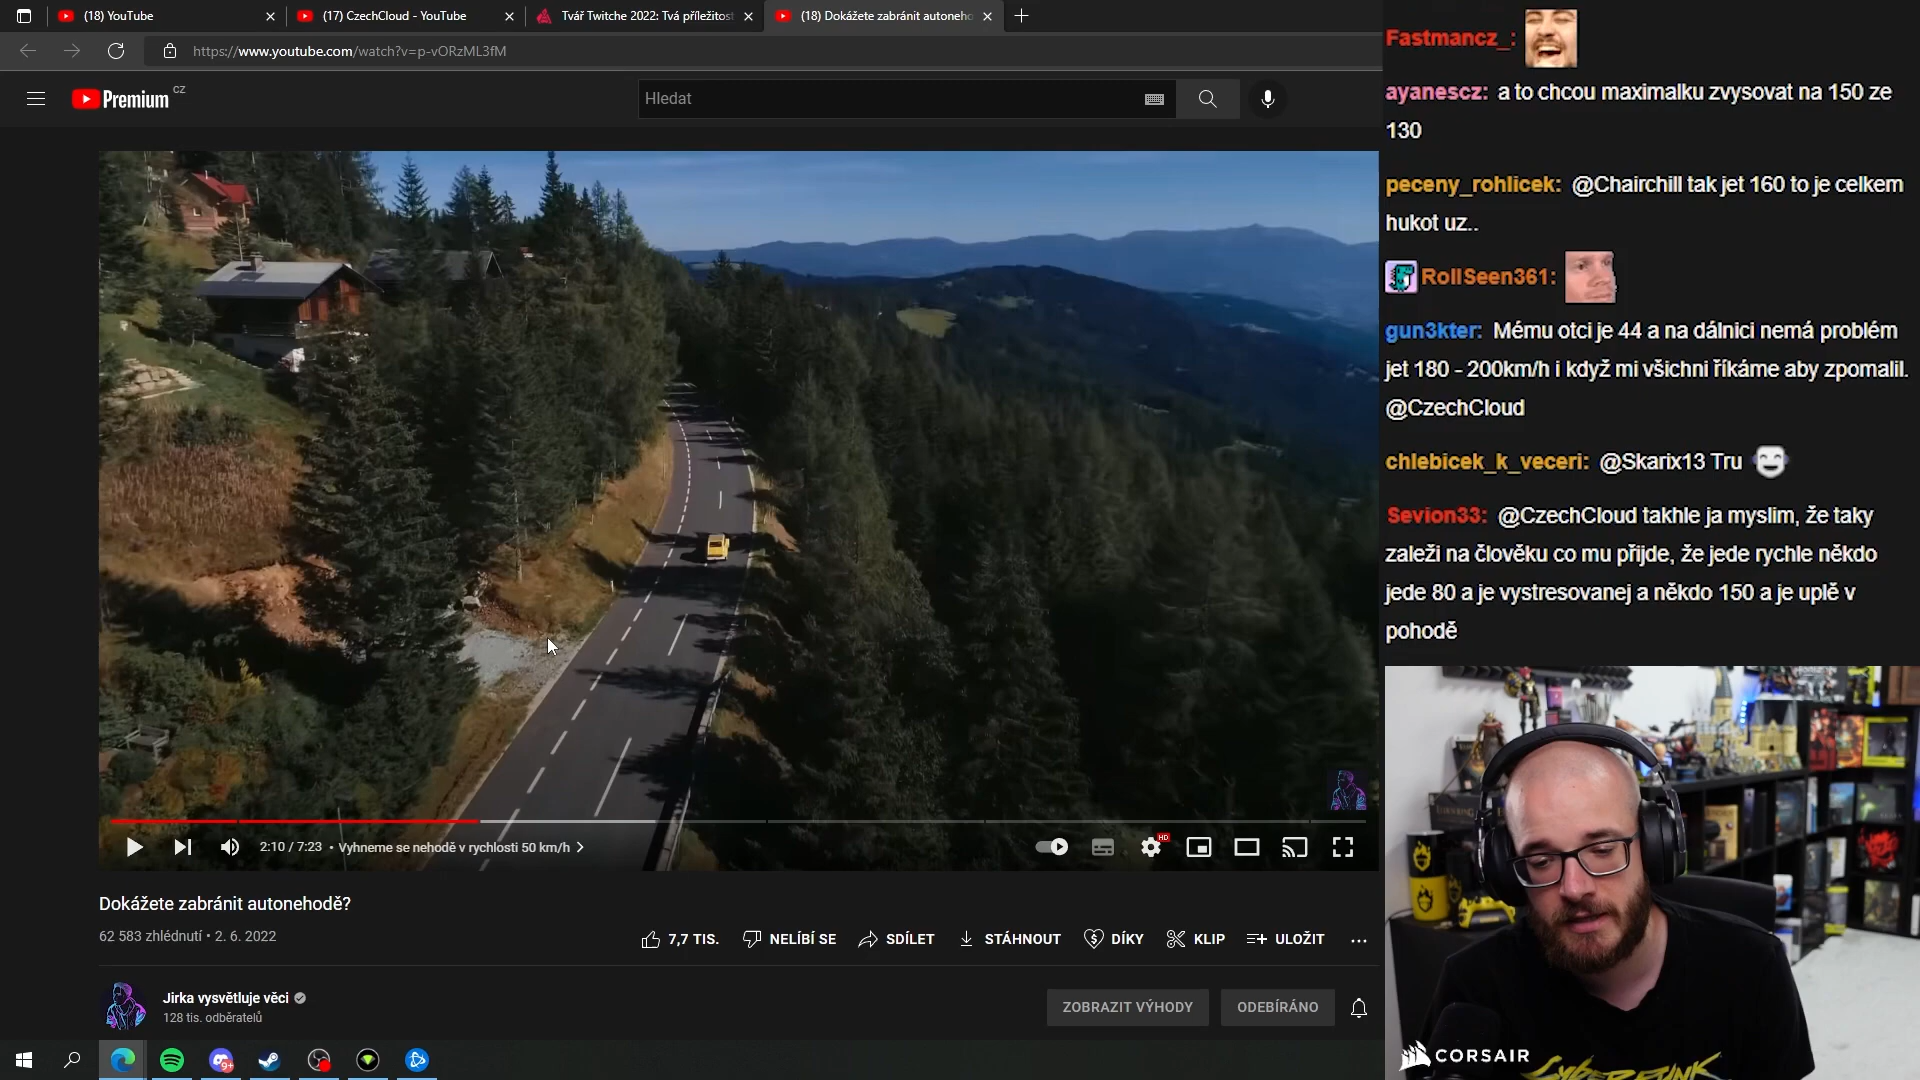 (18) YouTube
(17) CzechCloud - YouTube
Tvář Twitche 2022: Tvá příležitost
(18) Dokážete zabránit autoneho
https://www.youtube.com/watch?v=p-vORzML3fM
Premium CZ
Hledat
2:10 / 7:23 • Vyhneme se nehodě v rychlosti 50 km/h
HD
Dokážete zabránit autonehodě?
62 583 zhlédnutí • 2. 6. 2022
7,7 TIS.
NELÍBÍ SE
SDÍLET
STÁHNOUT
DÍKY
KLIP
ULOŽIT
Jirka vysvětluje věci
128 tis. odběratelů
ZOBRAZIT VÝHODY
ODEBÍRÁNO
9+
Fastmancz_:
ayanescz: a to chcou maximalku zvysovat na 150 ze
130
peceny_rohlicek: @Chairchill tak jet 160 to je celkem
hukot uz..
RollSeen361:
gun3kter: Mému otci je 44 a na dálnici nemá problém
jet 180 - 200km/h i když mi všichni říkáme aby zpomalil.
@CzechCloud
chlebicek_k_veceri: @Skarix13 Tru
Sevion33: @CzechCloud takhle ja myslim, že taky
zaleži na člověku co mu přijde, že jede rychle někdo
jede 80 a je vystresovanej a někdo 150 a je uplě v
pohodě
CORSAIR
CYBERPUNK